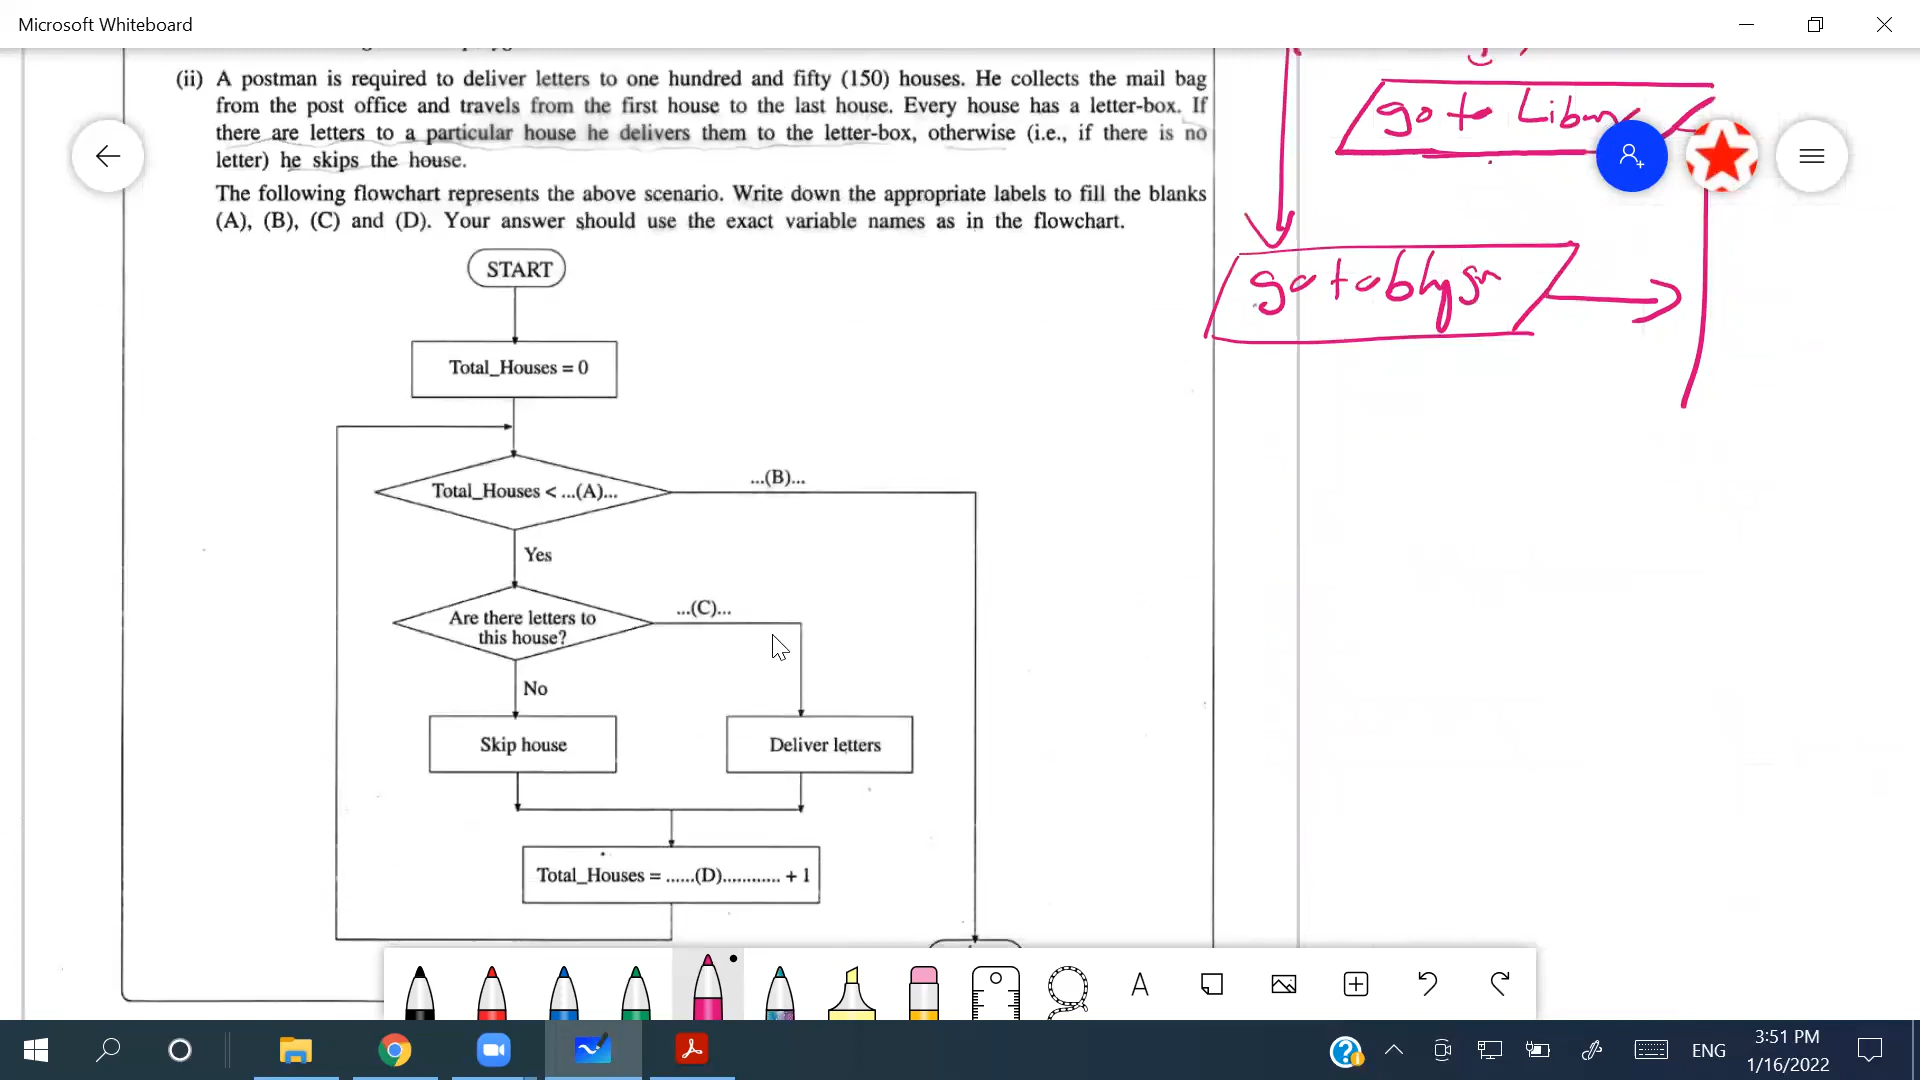 Microsoft Whiteboard
(ii) A postman is required to deliver letters to one hundred and fifty (150) houses. He collects the mail bag
from the post office and travels from the first house to the last house. Every house has a letter-box. If
there are letters to a particular house he delivers them to the letter-box, otherwise (i.e., if there is no
letter) he skips the house.
The following flowchart represents the above scenario. Write down the appropriate labels to fill the blanks
(A), (B), (C) and (D). Your answer should use the exact variable names as in the flowchart.
go to
START
Total_Houses = 0
Total_Houses < ...(A)...
...(B)...
Yes
Are there letters to
this house?
...(C)...
No
Skip house
Deliver letters
Total_Houses = ......(D)............ + 1
ENG
3:51 PM
1/16/2022